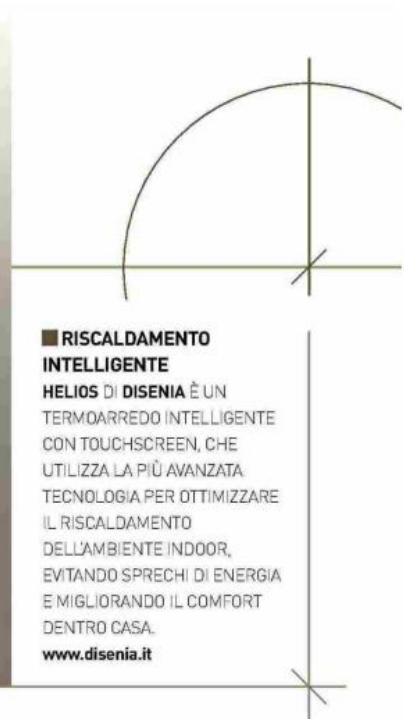 RISCALDAMENTO
INTELLIGENTE
HELIOS DI DISENIA È UN
TERMOARREDO INTELLIGENTE
CON TOUCHSCREEN, CHE
UTILIZZA LA PIÙ AVANZATA
TECNOLOGIA PER OTTIMIZZARE
IL RISCALDAMENTO
DELL'AMBIENTE INDOOR,
EVITANDO SPRECHI DI ENERGIA
E MIGLIORANDO IL COMFORT
DENTRO CASA.
www.disenia.it